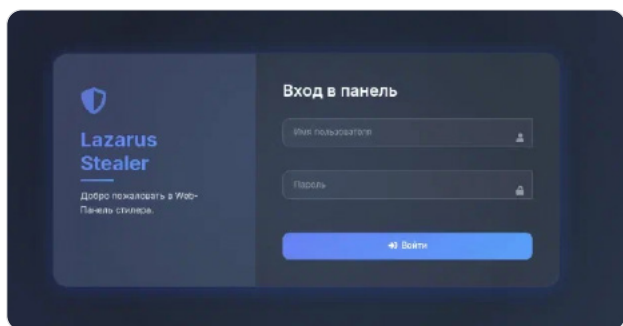 Lazarus
Stealer
Добро пожаловать в Web-
Панель стилера.
Вход в панель
Имя пользователя
Пароль
Войти